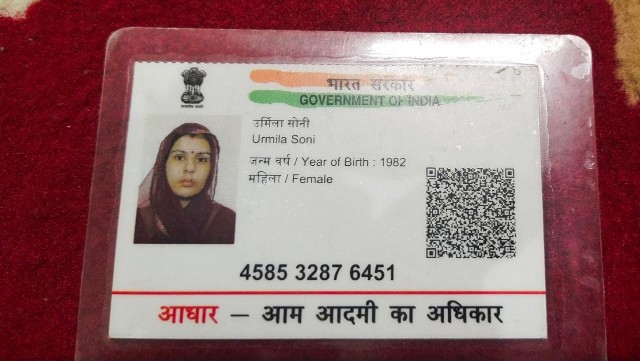 भारत सरकार
GOVERNMENT OF INDIA
उर्मिला सोनी
Urmila Soni
जन्म वर्ष / Year of Birth : 1982
महिला / Female
4585 3287 6451
आधार — आम आदमी का अधिकार